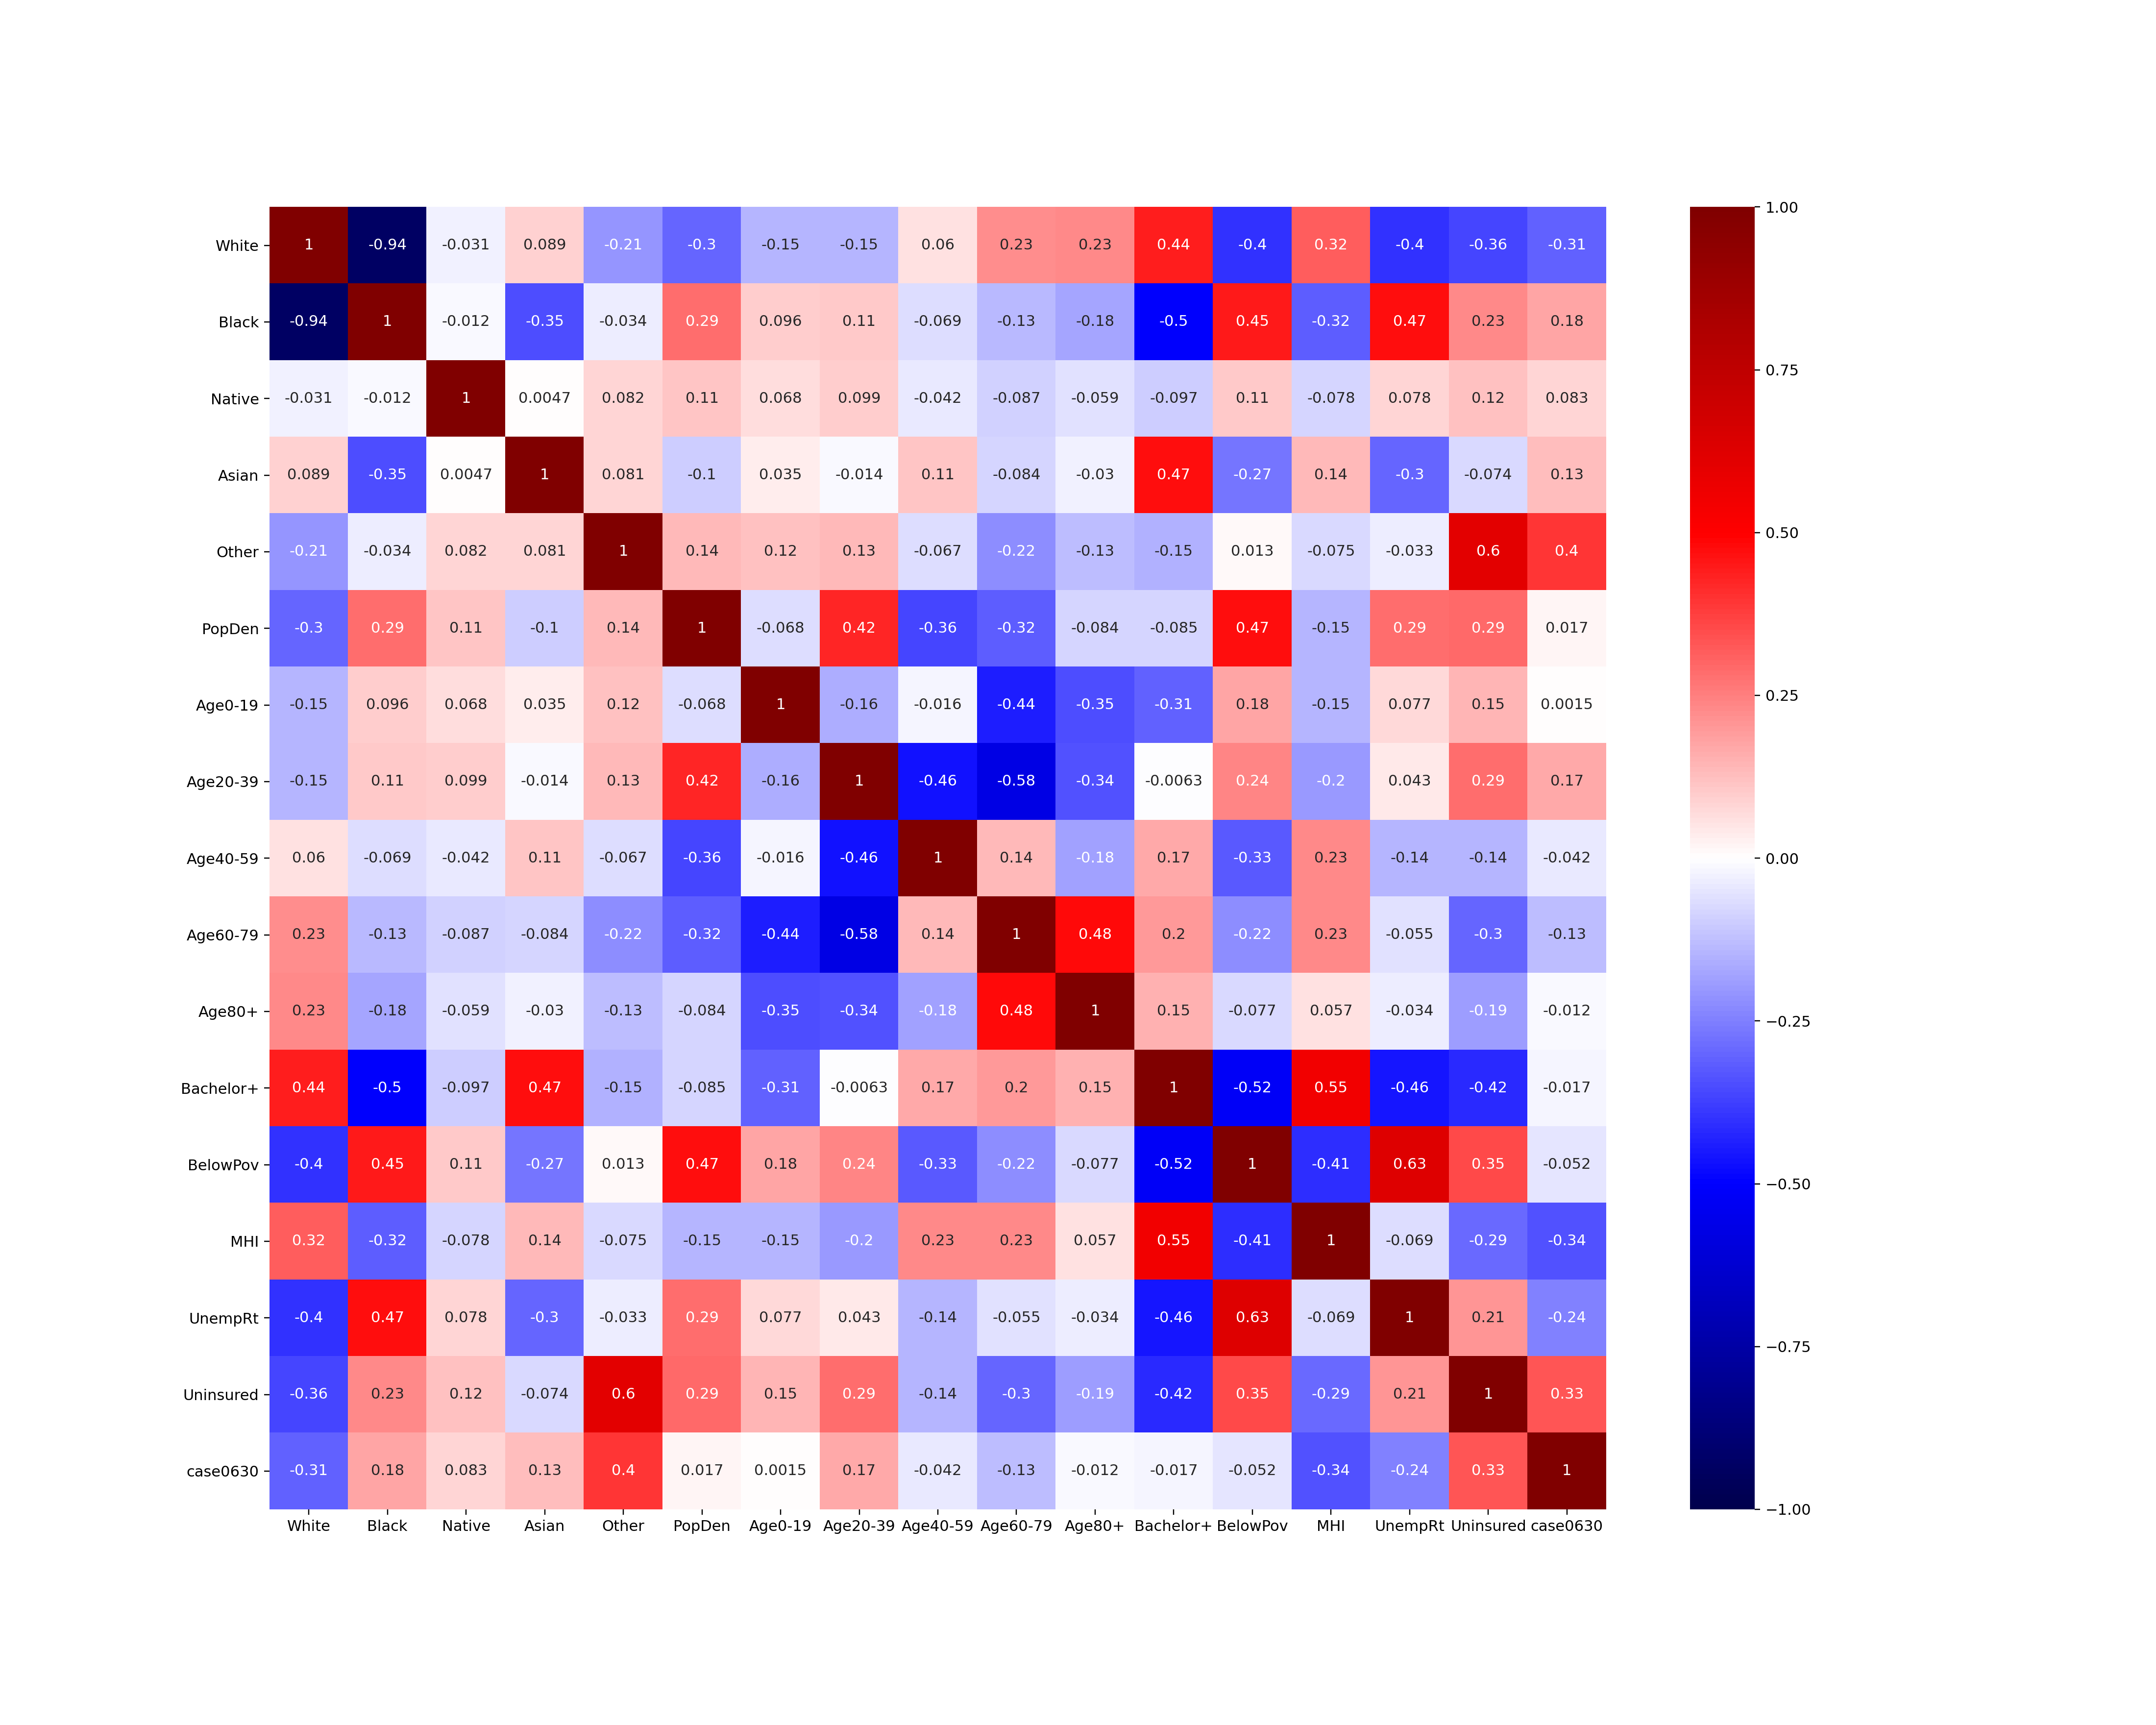 White 1 -0.94 -0.031 0.089 -0.21 -0.3 -0.15 -0.15 0.06 0.23 0.23 0.44 -0.4 0.32 -0.4 -0.36 -0.31 1.00
Black -0.94 1 -0.012 -0.35 -0.034 0.29 0.096 0.11 -0.069 -0.13 -0.18 -0.5 0.45 -0.32 0.47 0.23 0.18
0.75
Native -0.031 -0.012 1 0.0047 0.082 0.11 0.068 0.099 -0.042 -0.087 -0.059 -0.097 0.11 -0.078 0.078 0.12 0.083
Asian 0.089 -0.35 0.0047 1 0.081 -0.1 0.035 -0.014 0.11 -0.084 -0.03 0.47 -0.27 0.14 -0.3 -0.074 0.13
0.50
Other -0.21 -0.034 0.082 0.081 1 0.14 0.12 0.13 -0.067 -0.22 -0.13 -0.15 0.013 -0.075 -0.033 0.6 0.4
PopDen -0.3 0.29 0.11 -0.1 0.14 1 -0.068 0.42 -0.36 -0.32 -0.084 -0.085 0.47 -0.15 0.29 0.29 0.017
0.25
Age0-19 -0.15 0.096 0.068 0.035 0.12 -0.068 1 -0.16 -0.016 -0.44 -0.35 -0.31 0.18 -0.15 0.077 0.15 0.0015
Age20-39 -0.15 0.11 0.099 -0.014 0.13 0.42 -0.16 1 -0.46 -0.58 -0.34 -0.0063 0.24 -0.2 0.043 0.29 0.17
Age40-59 0.06 -0.069 -0.042 0.11 -0.067 -0.36 -0.016 -0.46 1 0.14 -0.18 0.17 -0.33 0.23 -0.14 -0.14 -0.042 0.00
Age60-79 0.23 -0.13 -0.087 -0.084 -0.22 -0.32 -0.44 -0.58 0.14 1 0.48 0.2 -0.22 0.23 -0.055 -0.3 -0.13
Age80+ 0.23 -0.18 -0.059 -0.03 -0.13 -0.084 -0.35 -0.34 -0.18 0.48 1 0.15 -0.077 0.057 -0.034 -0.19 -0.012
−0.25
Bachelor+ 0.44 -0.5 -0.097 0.47 -0.15 -0.085 -0.31 -0.0063 0.17 0.2 0.15 1 -0.52 0.55 -0.46 -0.42 -0.017
BelowPov -0.4 0.45 0.11 -0.27 0.013 0.47 0.18 0.24 -0.33 -0.22 -0.077 -0.52 1 -0.41 0.63 0.35 -0.052
−0.50
MHI 0.32 -0.32 -0.078 0.14 -0.075 -0.15 -0.15 -0.2 0.23 0.23 0.057 0.55 -0.41 1 -0.069 -0.29 -0.34
UnempRt -0.4 0.47 0.078 -0.3 -0.033 0.29 0.077 0.043 -0.14 -0.055 -0.034 -0.46 0.63 -0.069 1 0.21 -0.24
−0.75
Uninsured -0.36 0.23 0.12 -0.074 0.6 0.29 0.15 0.29 -0.14 -0.3 -0.19 -0.42 0.35 -0.29 0.21 1 0.33
case0630 -0.31 0.18 0.083 0.13 0.4 0.017 0.0015 0.17 -0.042 -0.13 -0.012 -0.017 -0.052 -0.34 -0.24 0.33 1
−1.00
White Black Native Asian Other PopDen Age0-19 Age20-39 Age40-59 Age60-79 Age80+ Bachelor+ BelowPov MHI UnempRt Uninsured case0630